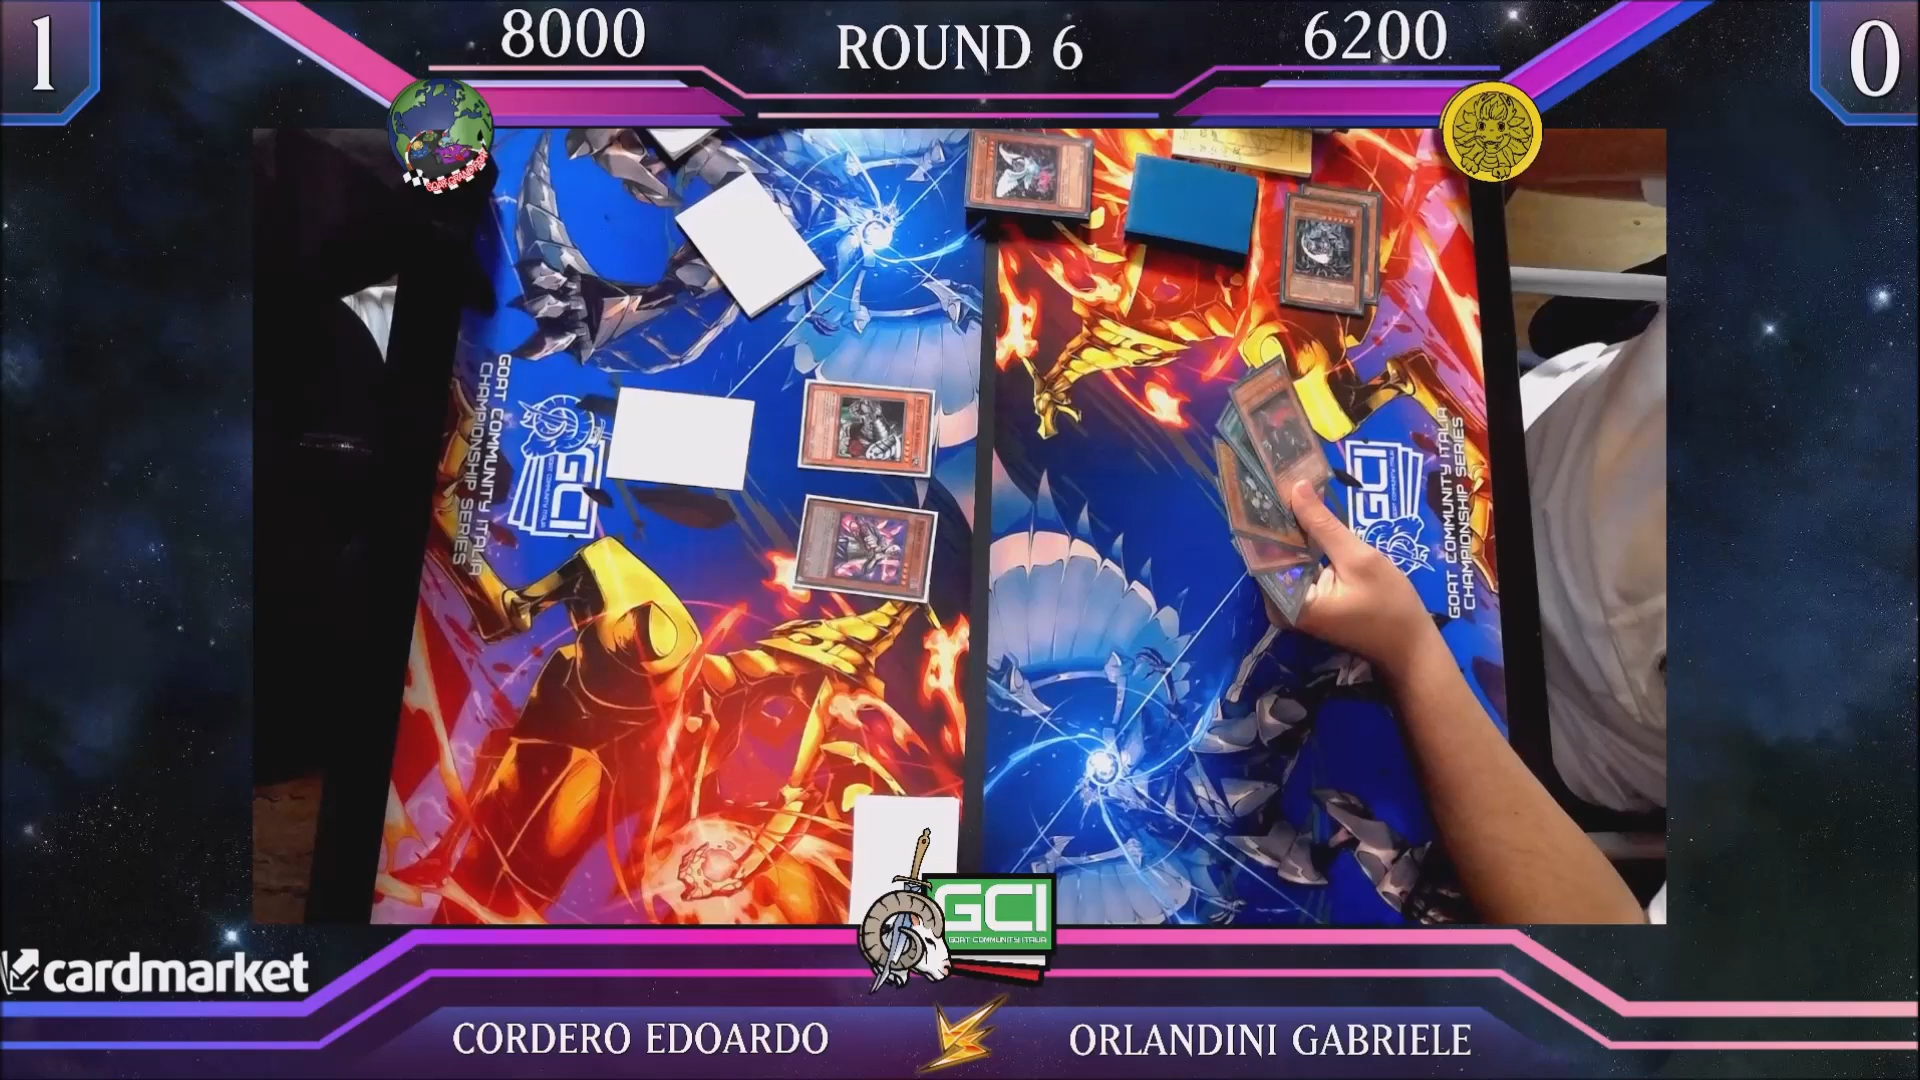 1
8000
ROUND 6
6200
0
GOAT COMMUNITY ITALIA
CHAMPIONSHIP SERIES
GCI
GOAT COMMUNITY ITALIA
CHAMPIONSHIP SERIES
GCI
GCI
GOAT COMMUNITY ITALIA
cardmarket
CORDERO EDOARDO
ORLANDINI GABRIELE